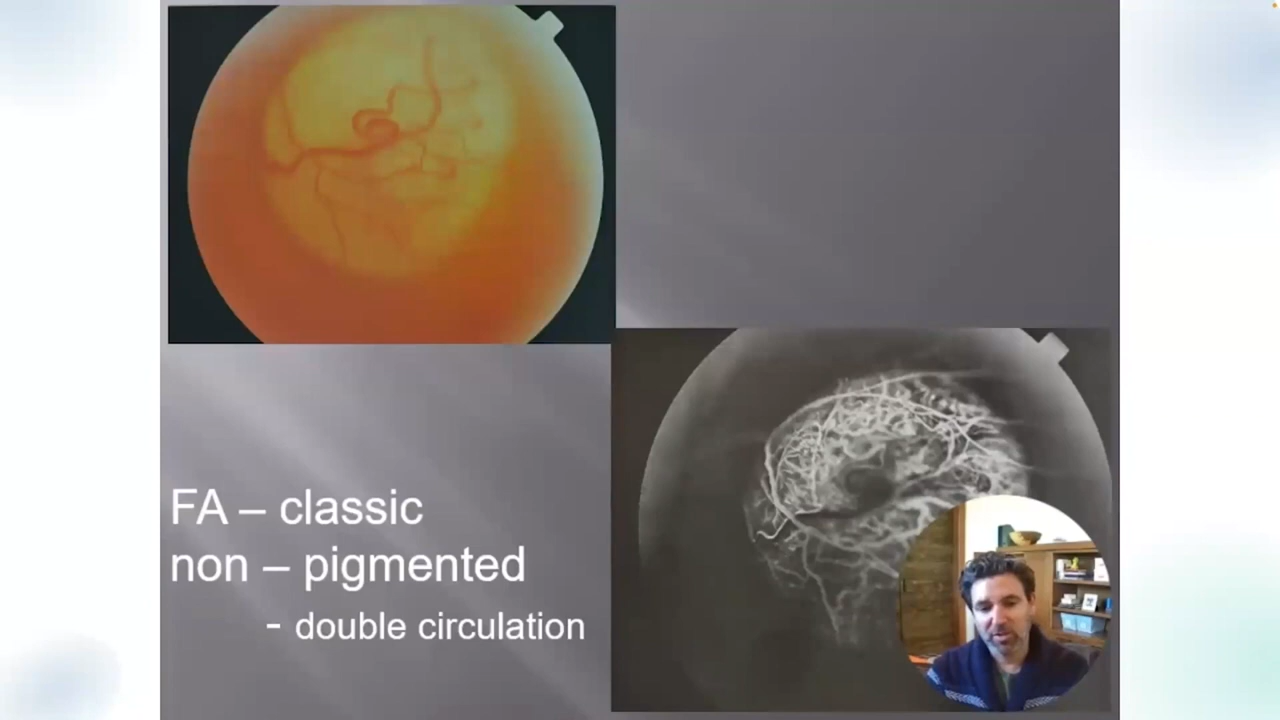 FA – classic
non – pigmented
- double circulation